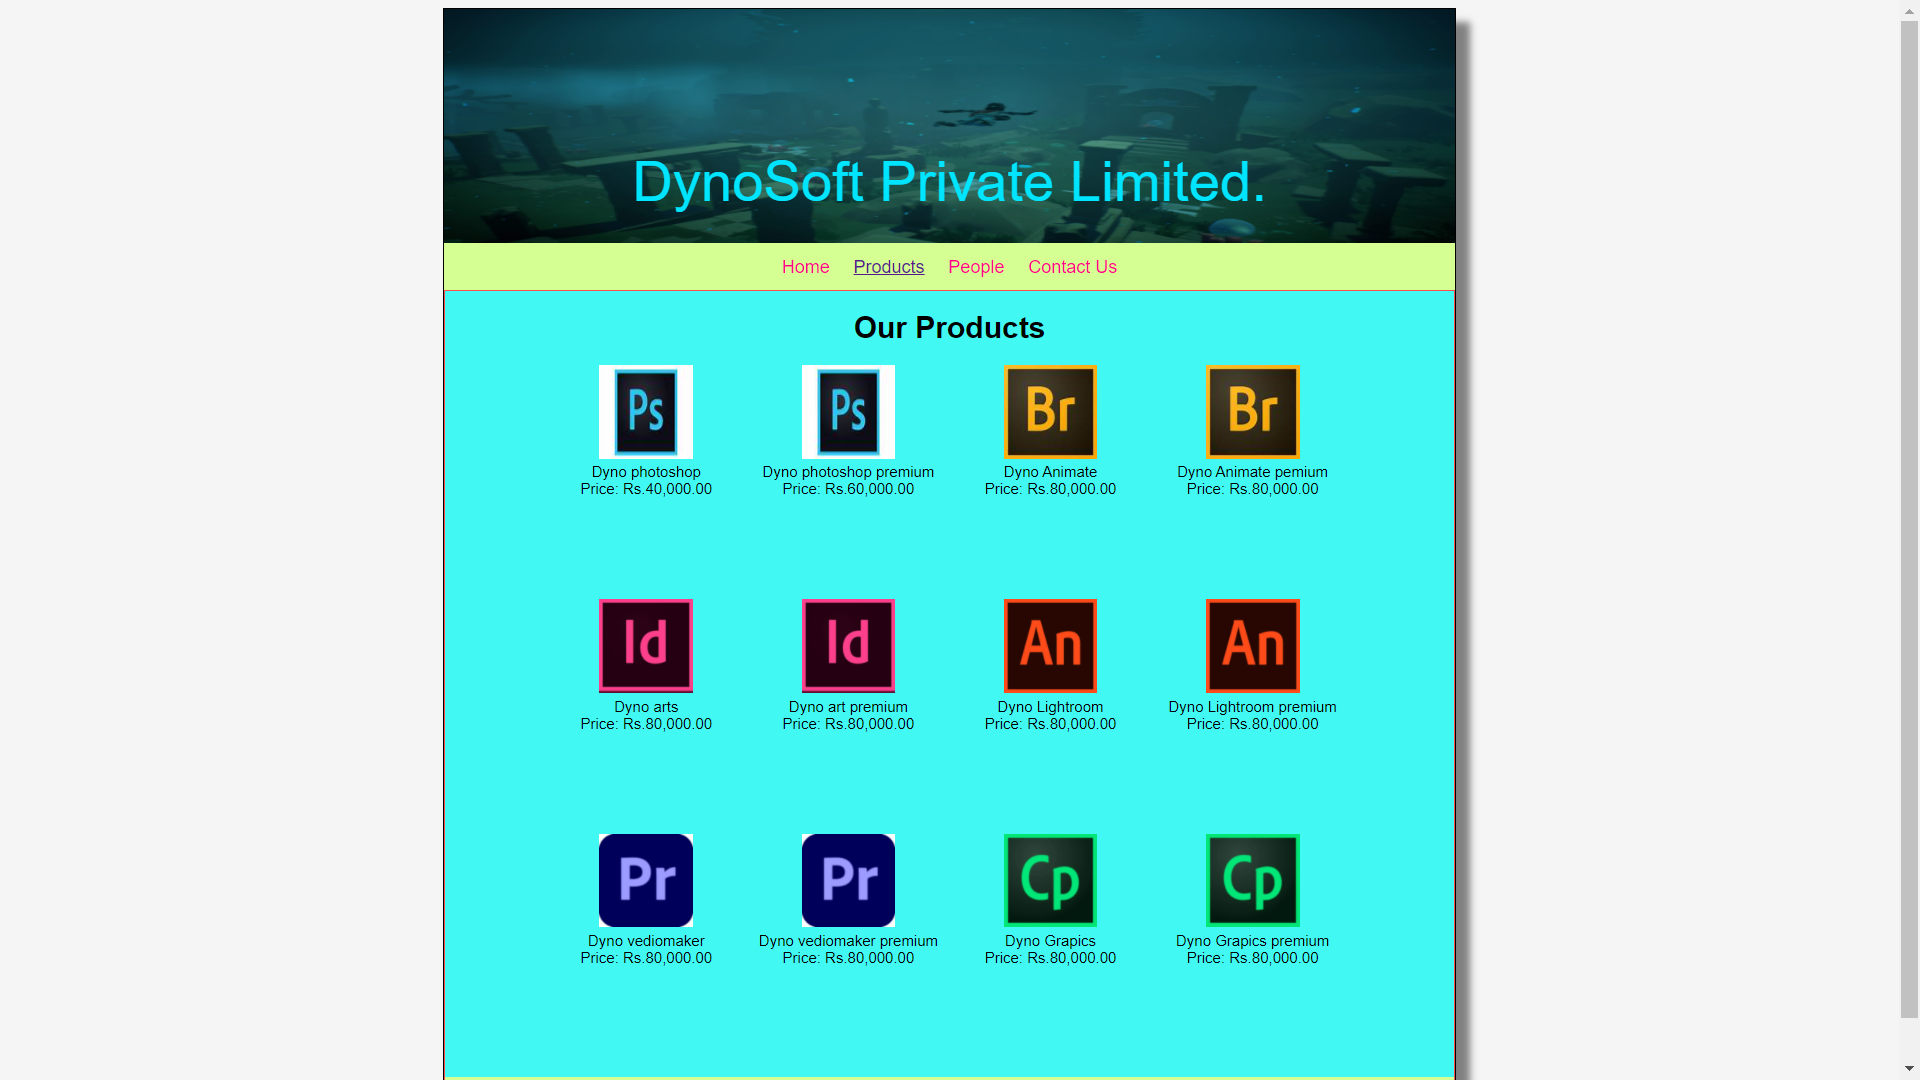 DynoSoft Private Limited.
Home Products People Contact Us
Our Products
Ps Ps Br Br
Dyno photoshop Dyno photoshop premium Dyno Animate Dyno Animate pemium
Price: Rs.40,000.00 Price: Rs.60,000.00 Price: Rs.80,000.00 Price: Rs.80,000.00
Id Id An An
Dyno arts Dyno art premium Dyno Lightroom Dyno Lightroom premium
Price: Rs.80,000.00 Price: Rs.80,000.00 Price: Rs.80,000.00 Price: Rs.80,000.00
Pr Pr Cp Cp
Dyno vediomaker Dyno vediomaker premium Dyno Grapics Dyno Grapics premium
Price: Rs.80,000.00 Price: Rs.80,000.00 Price: Rs.80,000.00 Price: Rs.80,000.00